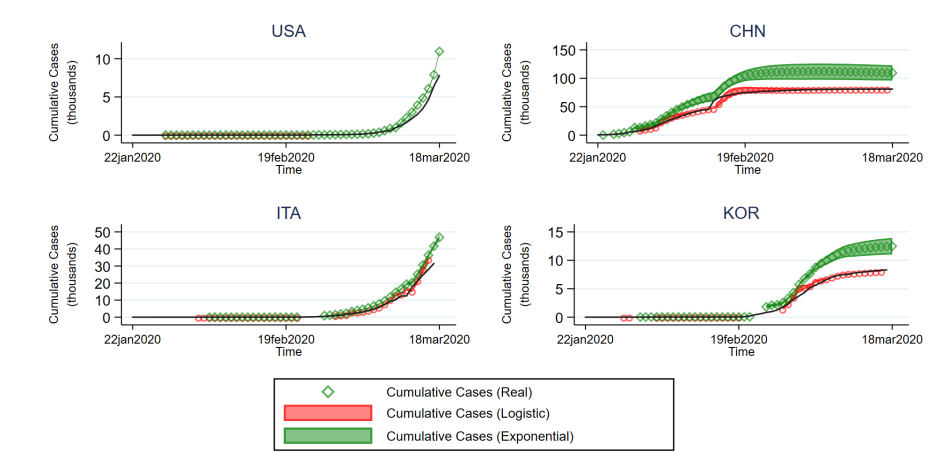 USA
Cumulative Cases
(thousands)
10
5
0
22jan2020 19feb2020 18mar2020
Time
CHN
Cumulative Cases
(thousands)
150
100
50
0
22jan2020 19feb2020 18mar2020
Time
ITA
Cumulative Cases
(thousands)
50
40
30
20
10
0
22jan2020 19feb2020 18mar2020
Time
KOR
Cumulative Cases
(thousands)
15
10
5
0
22jan2020 19feb2020 18mar2020
Time
Cumulative Cases (Real)
Cumulative Cases (Logistic)
Cumulative Cases (Exponential)